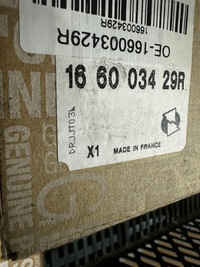 166003429R
OE-166003429R
16 60 034 29R
X1 MADE IN FRANCE
GENUINE